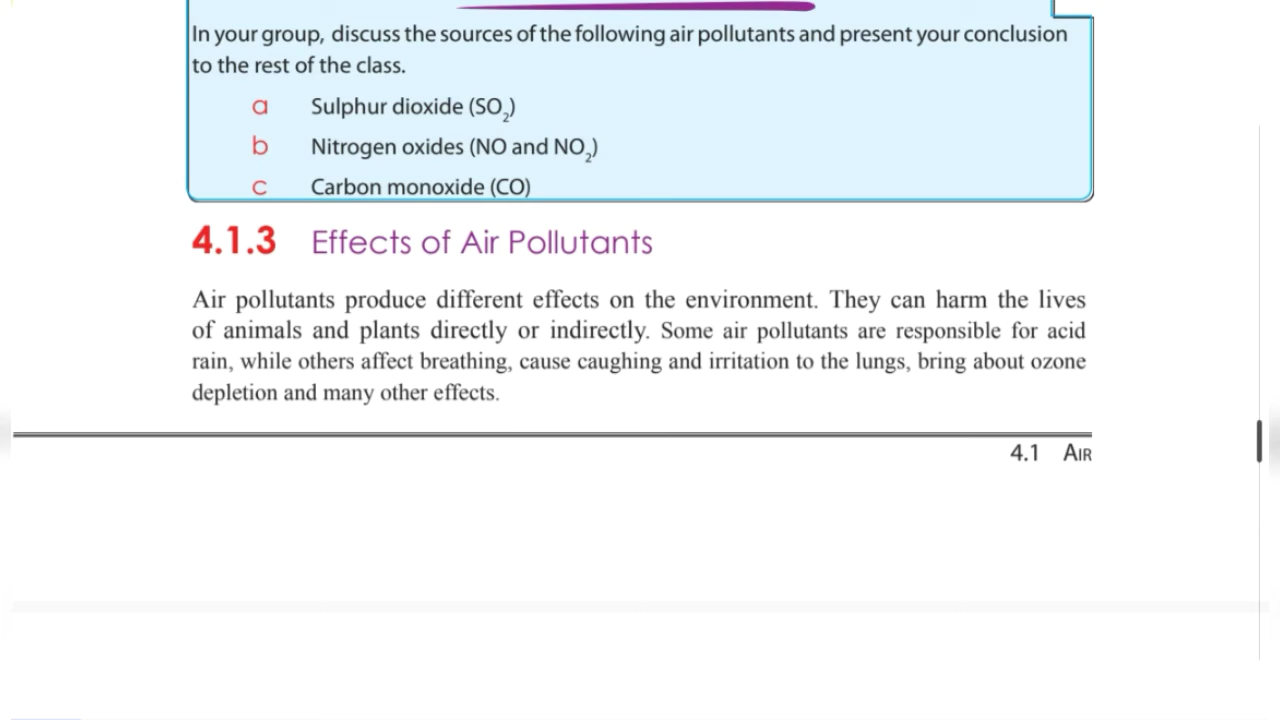 In your group, discuss the sources of the following air pollutants and present your conclusion
to the rest of the class.
a Sulphur dioxide (SO₂)
b Nitrogen oxides (NO and NO₂)
c Carbon monoxide (CO)
4.1.3 Effects of Air Pollutants
Air pollutants produce different effects on the environment. They can harm the lives
of animals and plants directly or indirectly. Some air pollutants are responsible for acid
rain, while others affect breathing, cause caughing and irritation to the lungs, bring about ozone
depletion and many other effects.
4.1 AIR